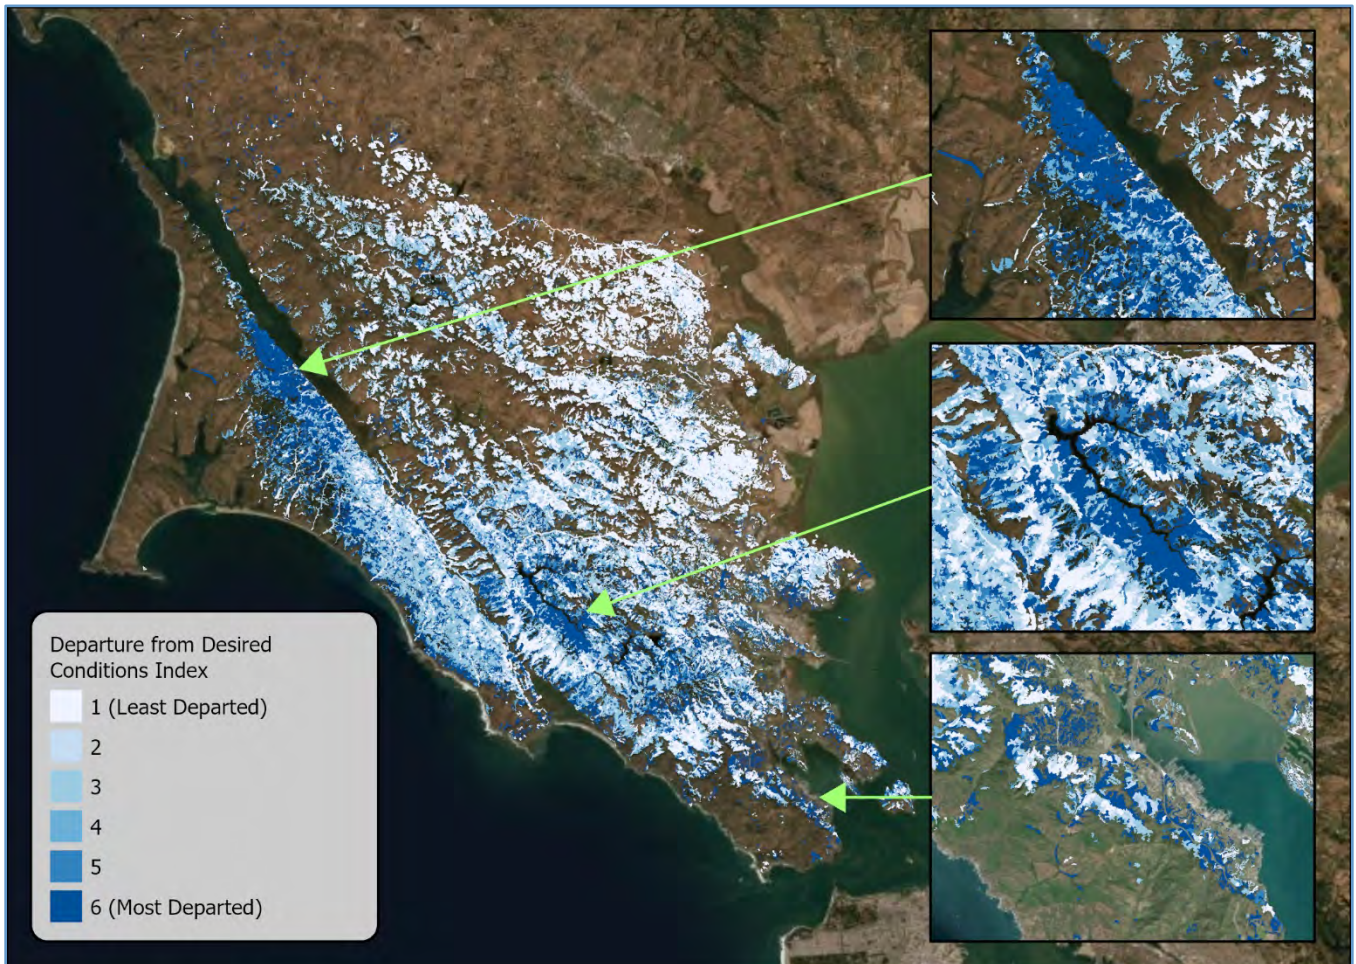 Departure from Desired
Conditions Index
1 (Least Departed)
2
3
4
5
6 (Most Departed)